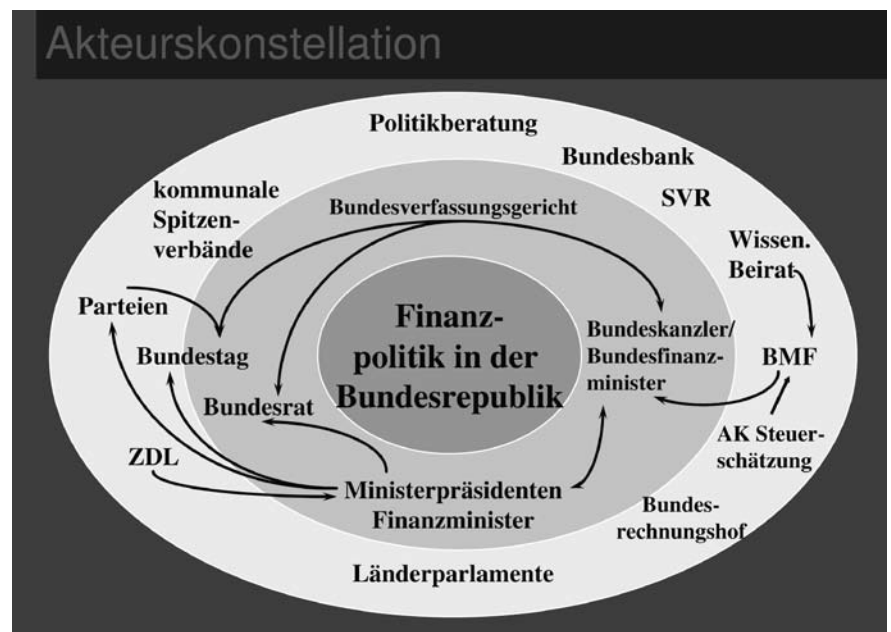 Akteurskonstellation
Politikberatung
Bundesbank
kommunale
Spitzen-
verbände
SVR
Bundesverfassungsgericht
Wissen.
Beirat
Parteien
Finanz-
politik in der
Bundesrepublik
Bundeskanzler/
Bundesfinanz-
minister
BMF
Bundestag
Bundesrat
AK Steuer-
schätzung
ZDL
Ministerpräsidenten
Finanzminister
Bundes-
rechnungshof
Länderparlamente